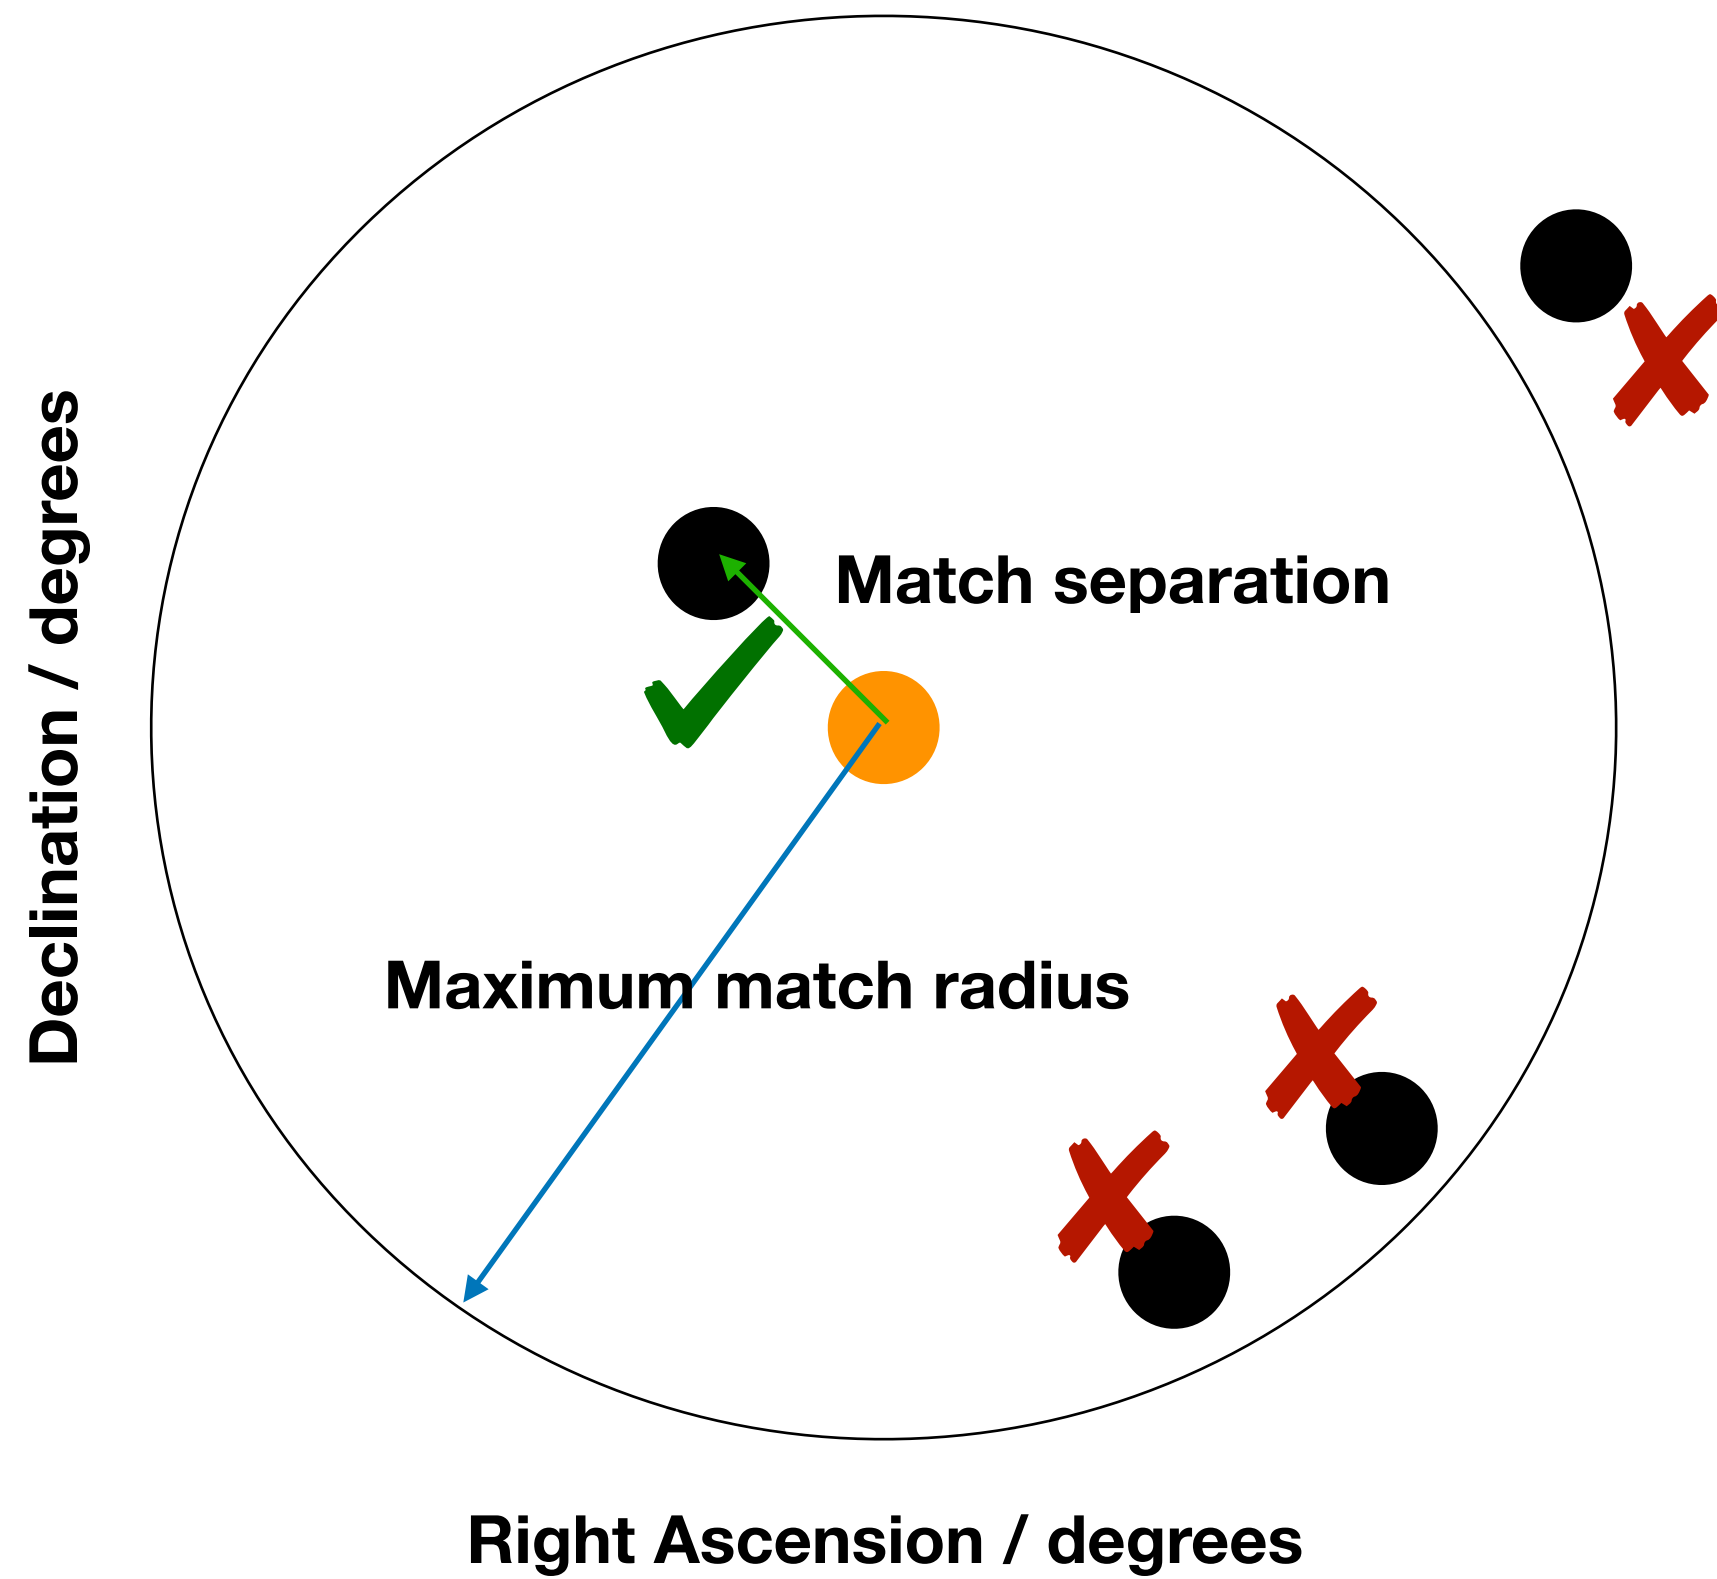 Declination / degrees
Match separation
Maximum match radius
Right Ascension / degrees